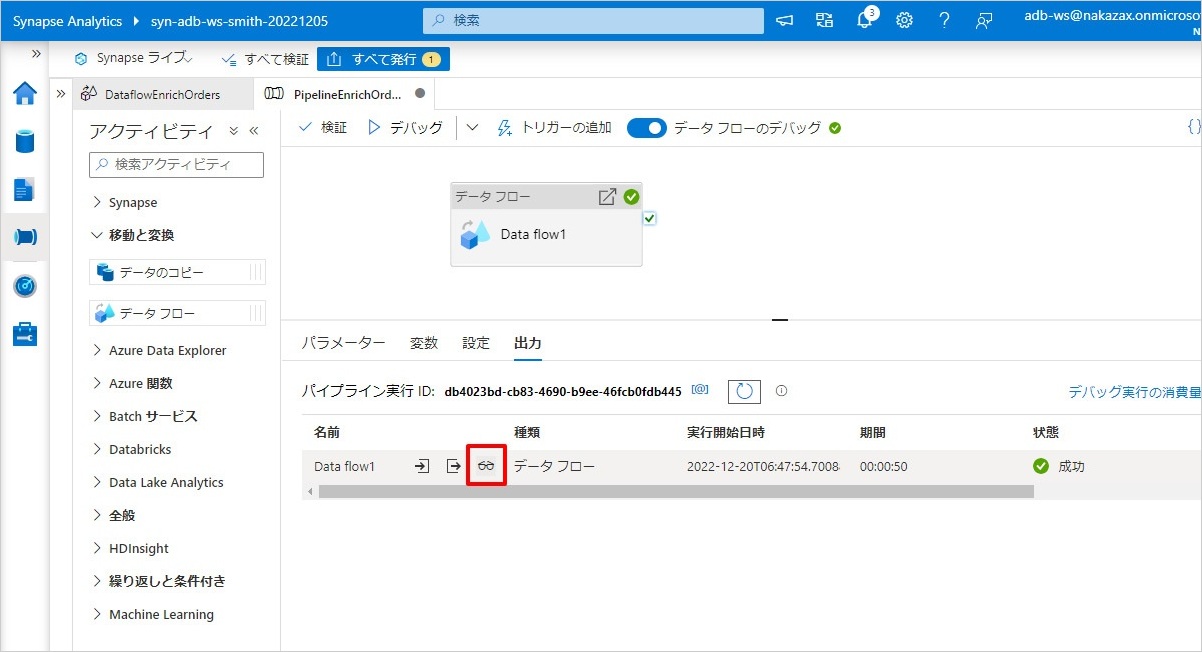 Synapse Analytics ▸ syn-adb-ws-smith-20221205
検索
3
adb-ws@nakazax.onmicroso
N
Synapse ライブ
すべて検証
すべて発行 1
DataflowEnrichOrders
PipelineEnrichOrd...
アクティビティ
検索アクティビティ
Synapse
移動と変換
データのコピー
データ フロー
Azure Data Explorer
Azure 関数
Batch サービス
Databricks
Data Lake Analytics
全般
HDInsight
繰り返しと条件付き
Machine Learning
検証
デバッグ
トリガーの追加
データ フローのデバッグ
{}
データ フロー
Data flow1
パラメーター 変数 設定 出力
パイプライン実行 ID: db4023bd-cb83-4690-b9ee-46fcb0fdb445 [@]
デバッグ実行の消費量
名前 種類 実行開始日時 期間 状態
Data flow1 データ フロー 2022-12-20T06:47:54.7008 00:00:50 成功